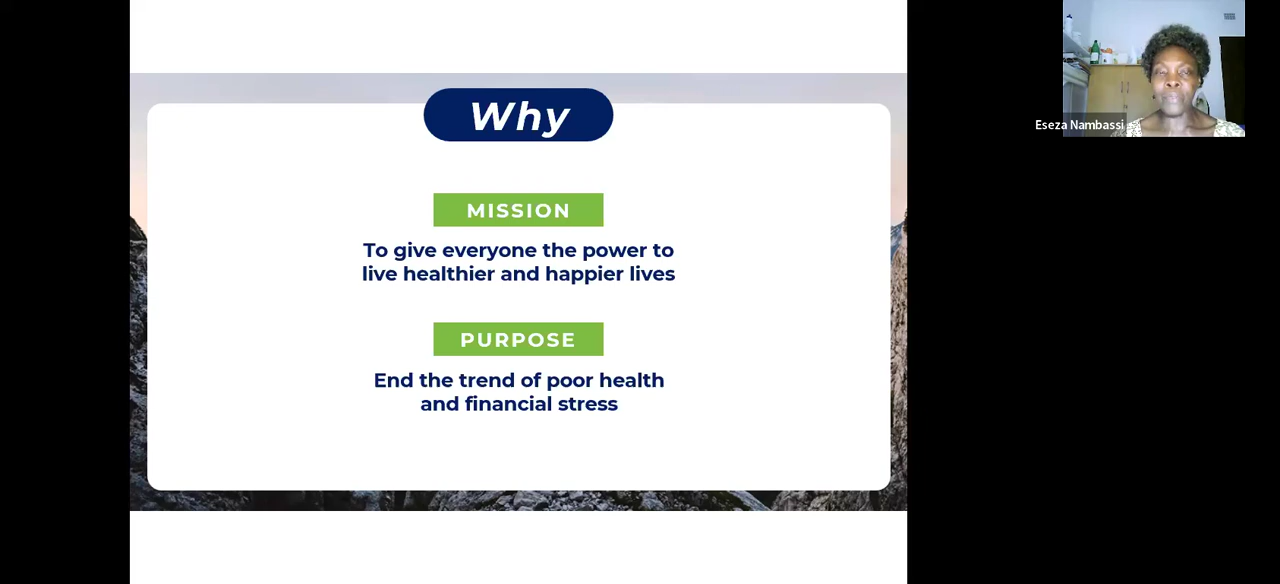 Why
MISSION
To give everyone the power to
live healthier and happier lives
PURPOSE
End the trend of poor health
and financial stress
Eseza Nambassi